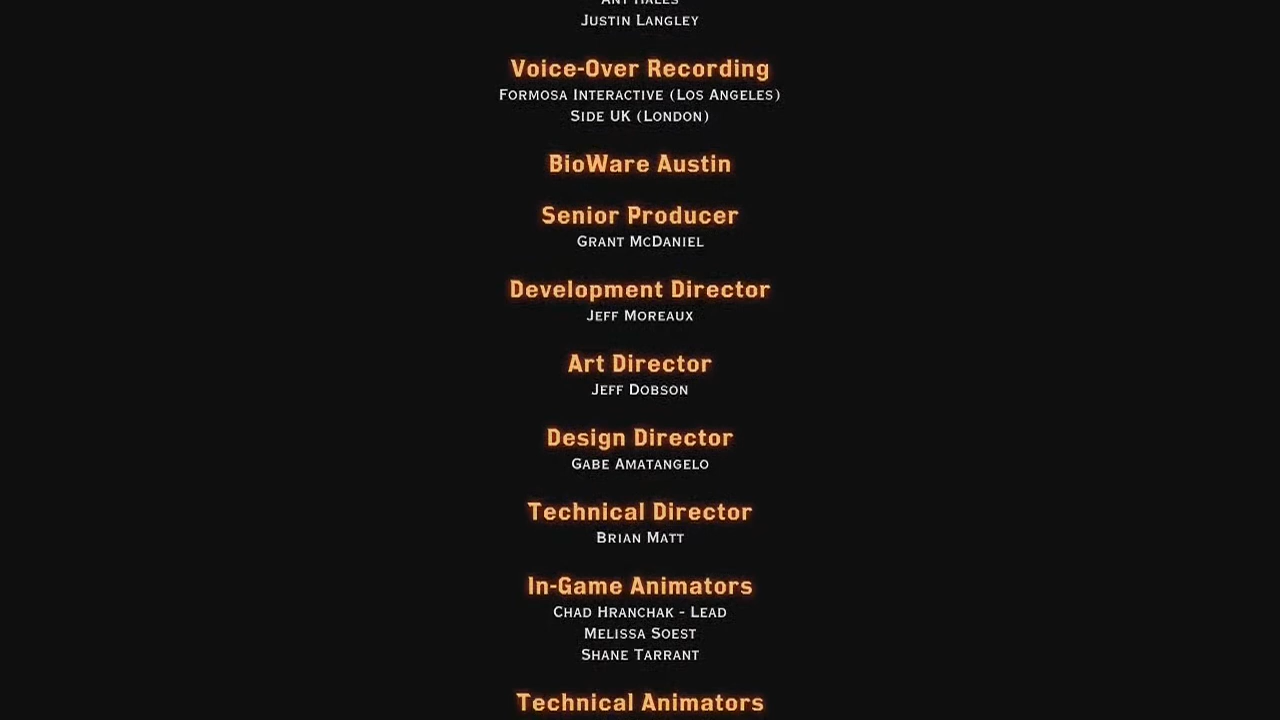 Justin Langley
Voice-Over Recording
Formosa Interactive (Los Angeles)
Side UK (London)
BioWare Austin
Senior Producer
Grant McDaniel
Development Director
Jeff Moreaux
Art Director
Jeff Dobson
Design Director
Gabe Amatangelo
Technical Director
Brian Matt
In-Game Animators
Chad Hranchak - Lead
Melissa Soest
Shane Tarrant
Technical Animators